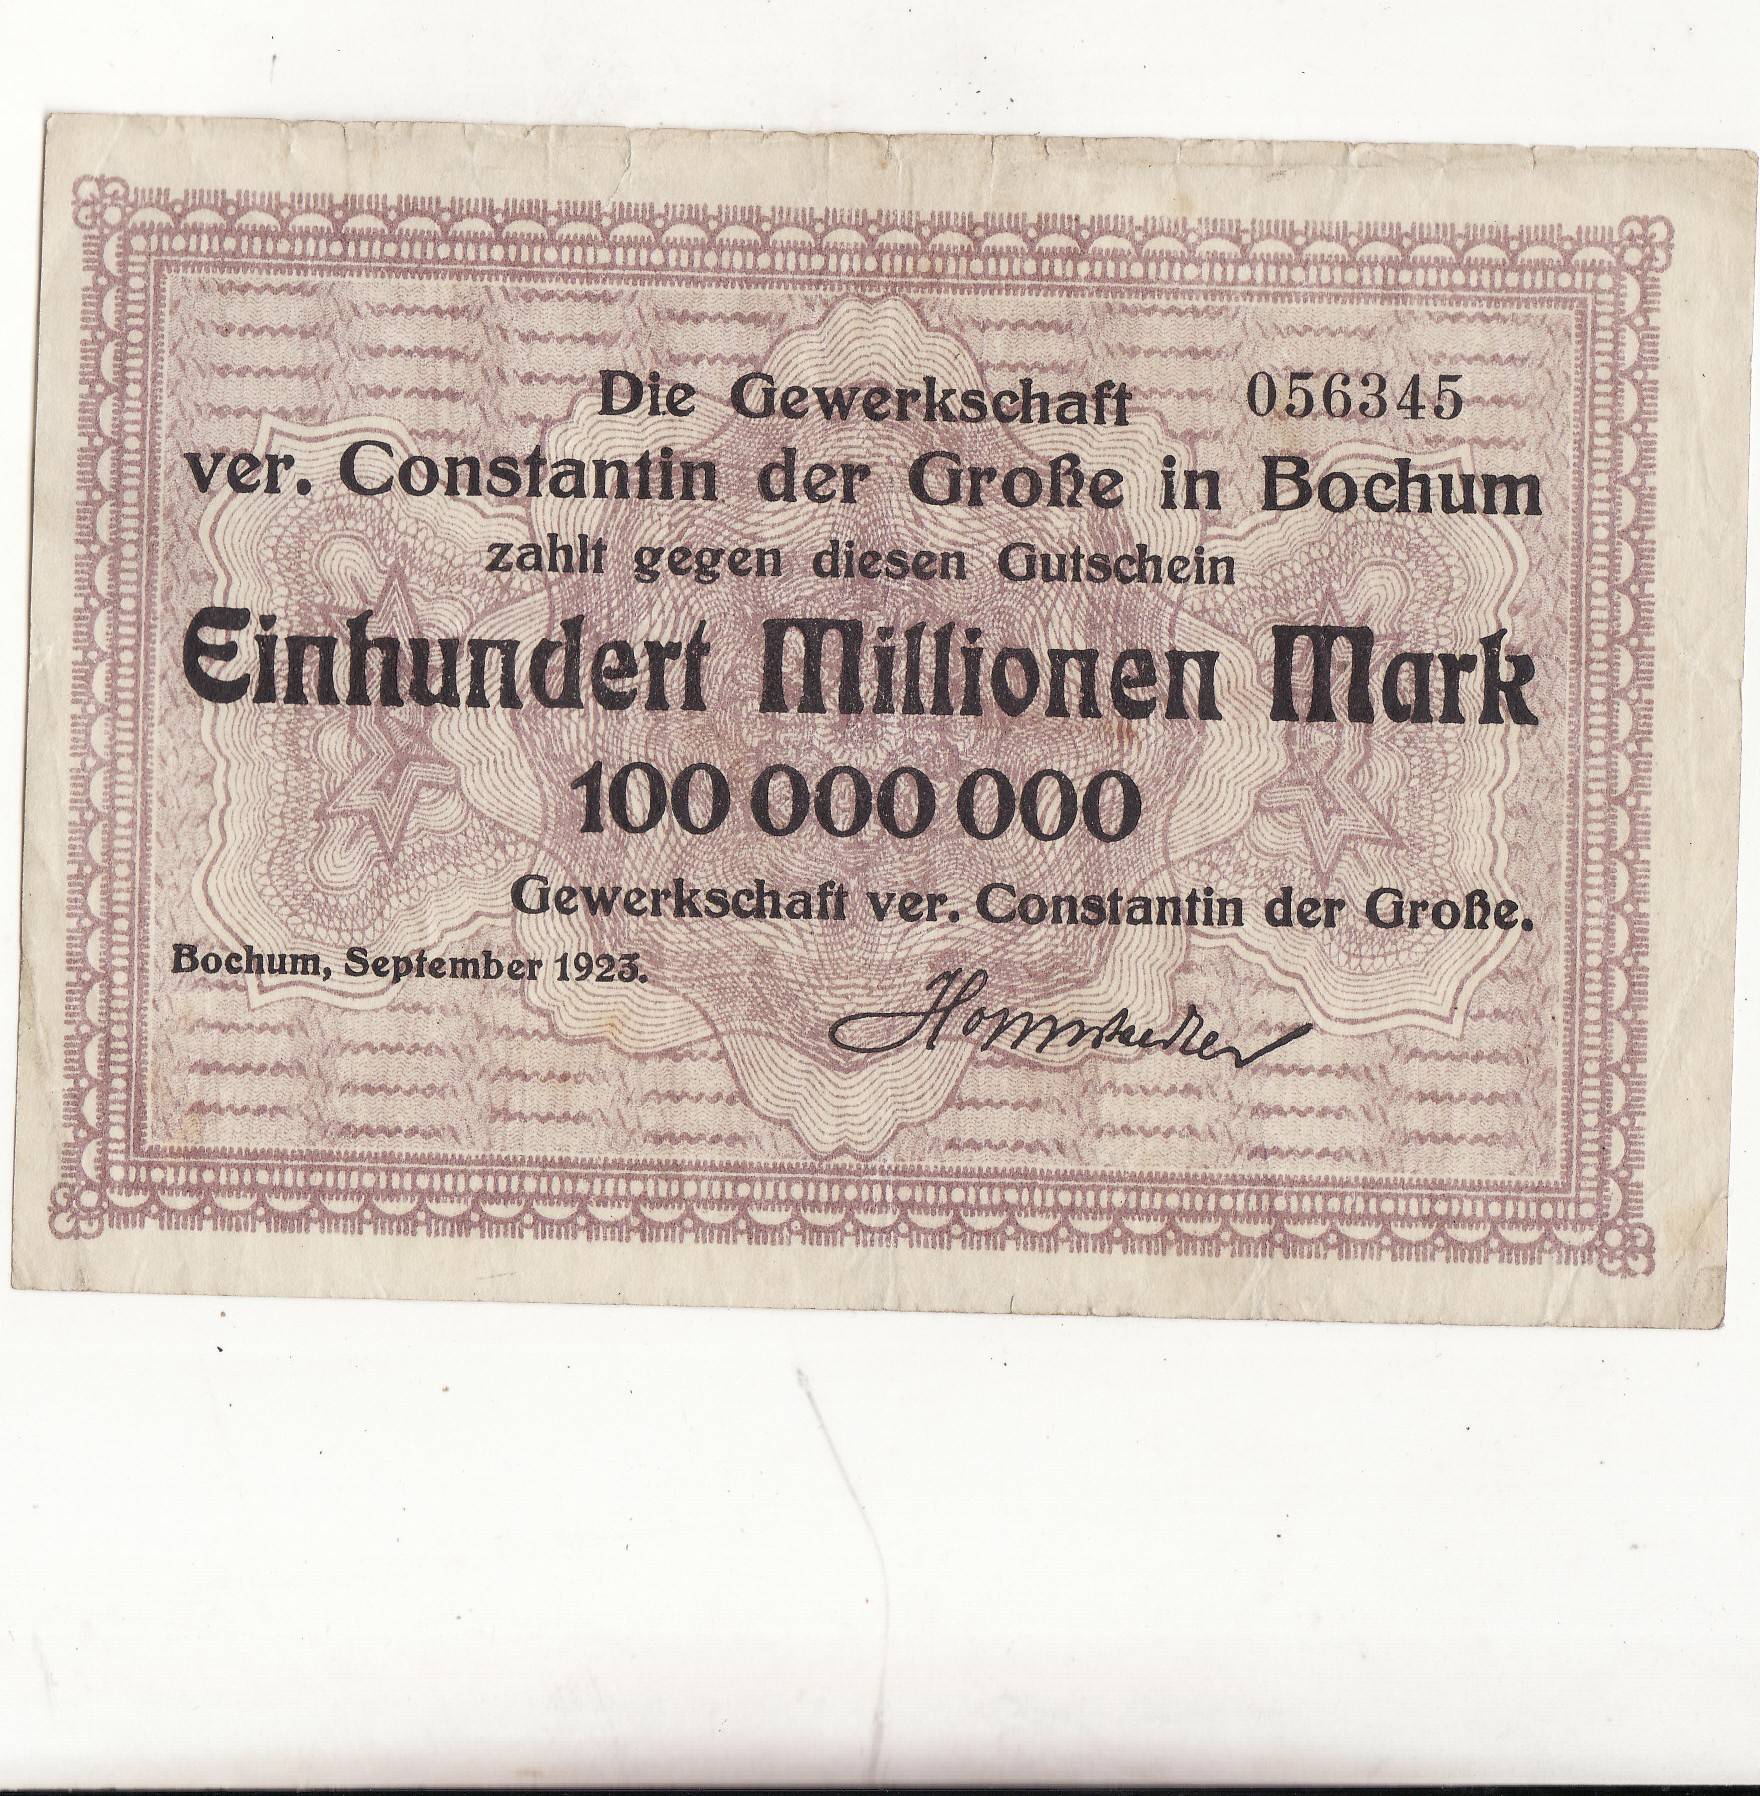 Die Gewerkschaft 056345
ver. Constantin der Große in Bochum
zahlt gegen diesen Gutschein
Einhundert Millionen Mark
100 000 000
Gewerkschaft ver. Constantin der Große.
Bochum, September 1923.